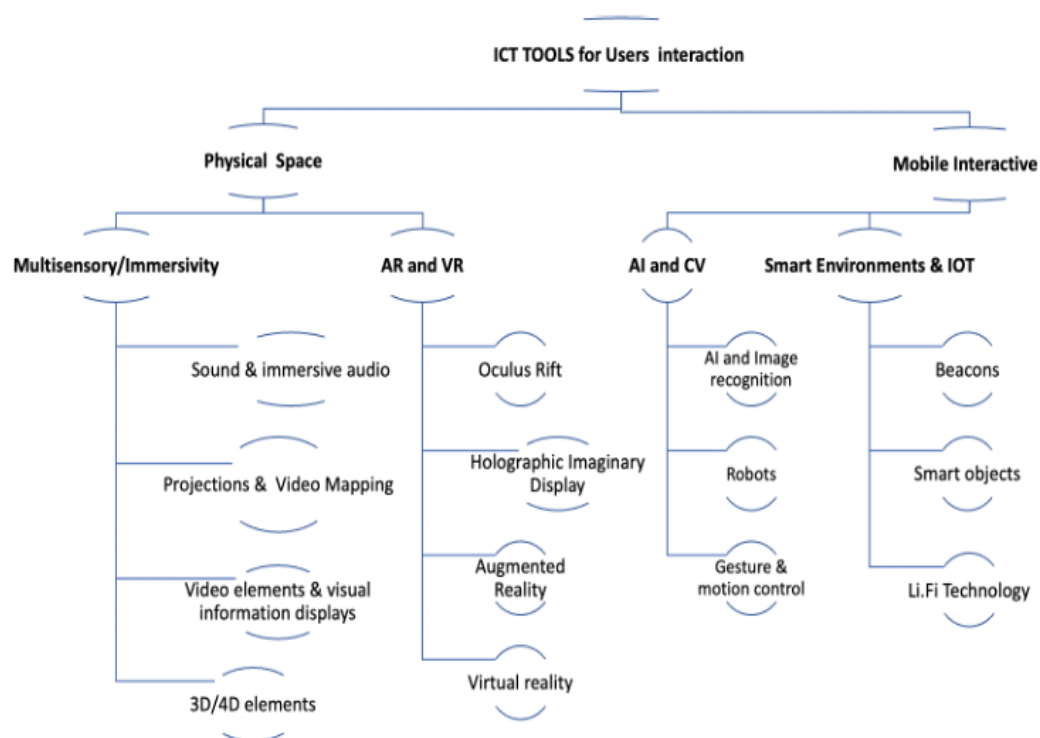 ICT TOOLS for Users interaction
Physical Space
Mobile Interactive
Multisensory/Immersivity
AR and VR
AI and CV
Smart Environments & IOT
Sound & immersive audio
Projections & Video Mapping
Video elements & visual
information displays
3D/4D elements
Oculus Rift
Holographic Imaginary
Display
Augmented
Reality
Virtual reality
AI and Image
recognition
Robots
Gesture &
motion control
Beacons
Smart objects
Li.Fi Technology